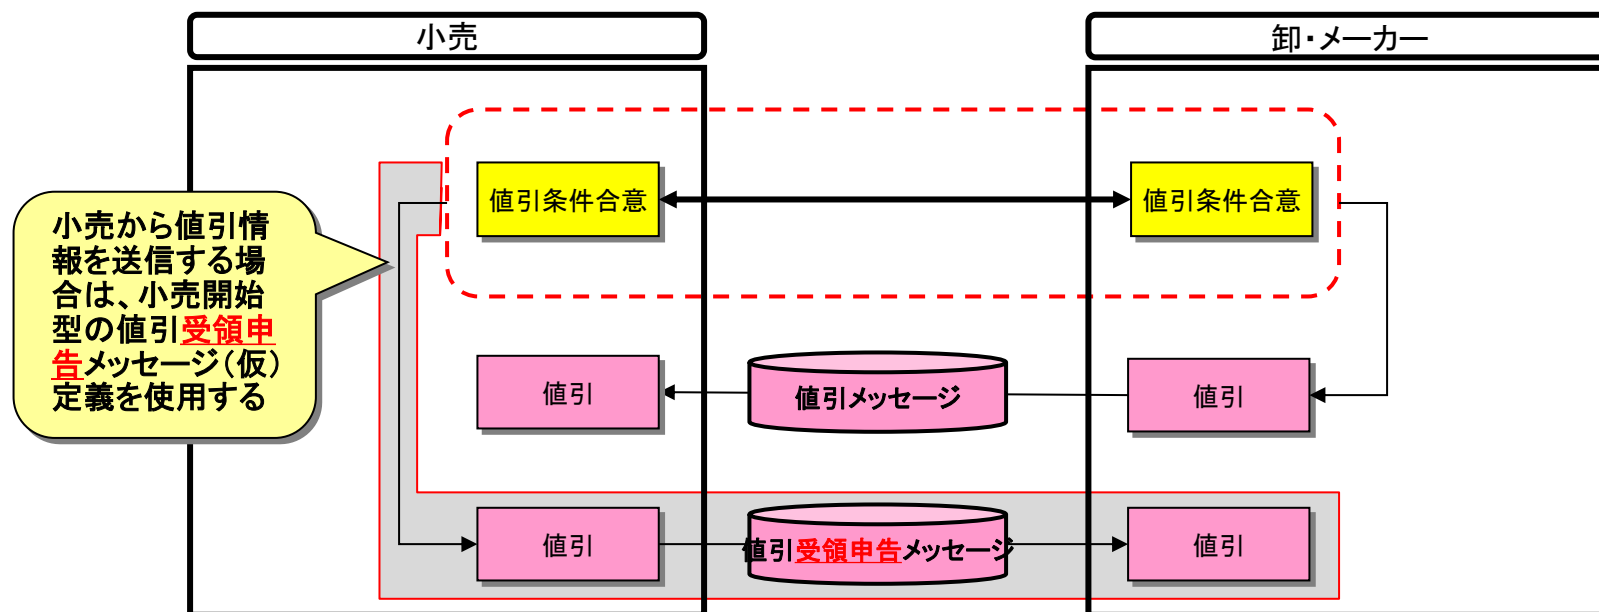 小売
卸・メーカー
値引条件合意
値引条件合意
小売から値引情
報を送信する場
合は、小売開始
型の値引受領申
告メッセージ(仮)
定義を使用する
値引
値引メッセージ
値引
値引
値引受領申告メッセージ
値引